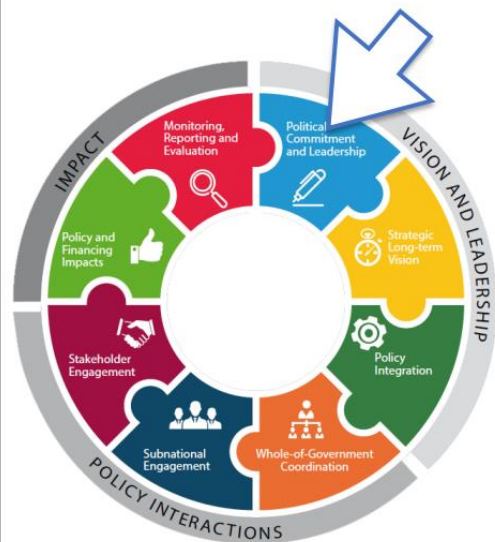 IMPACT
VISION AND LEADERSHIP
POLICY INTERACTIONS
Political
Commitment
and Leadership
Strategic
Long-term
Vision
Policy
Integration
Whole-of-Government
Coordination
Subnational
Engagement
Stakeholder
Engagement
Policy and
Financing
Impacts
Monitoring,
Reporting and
Evaluation